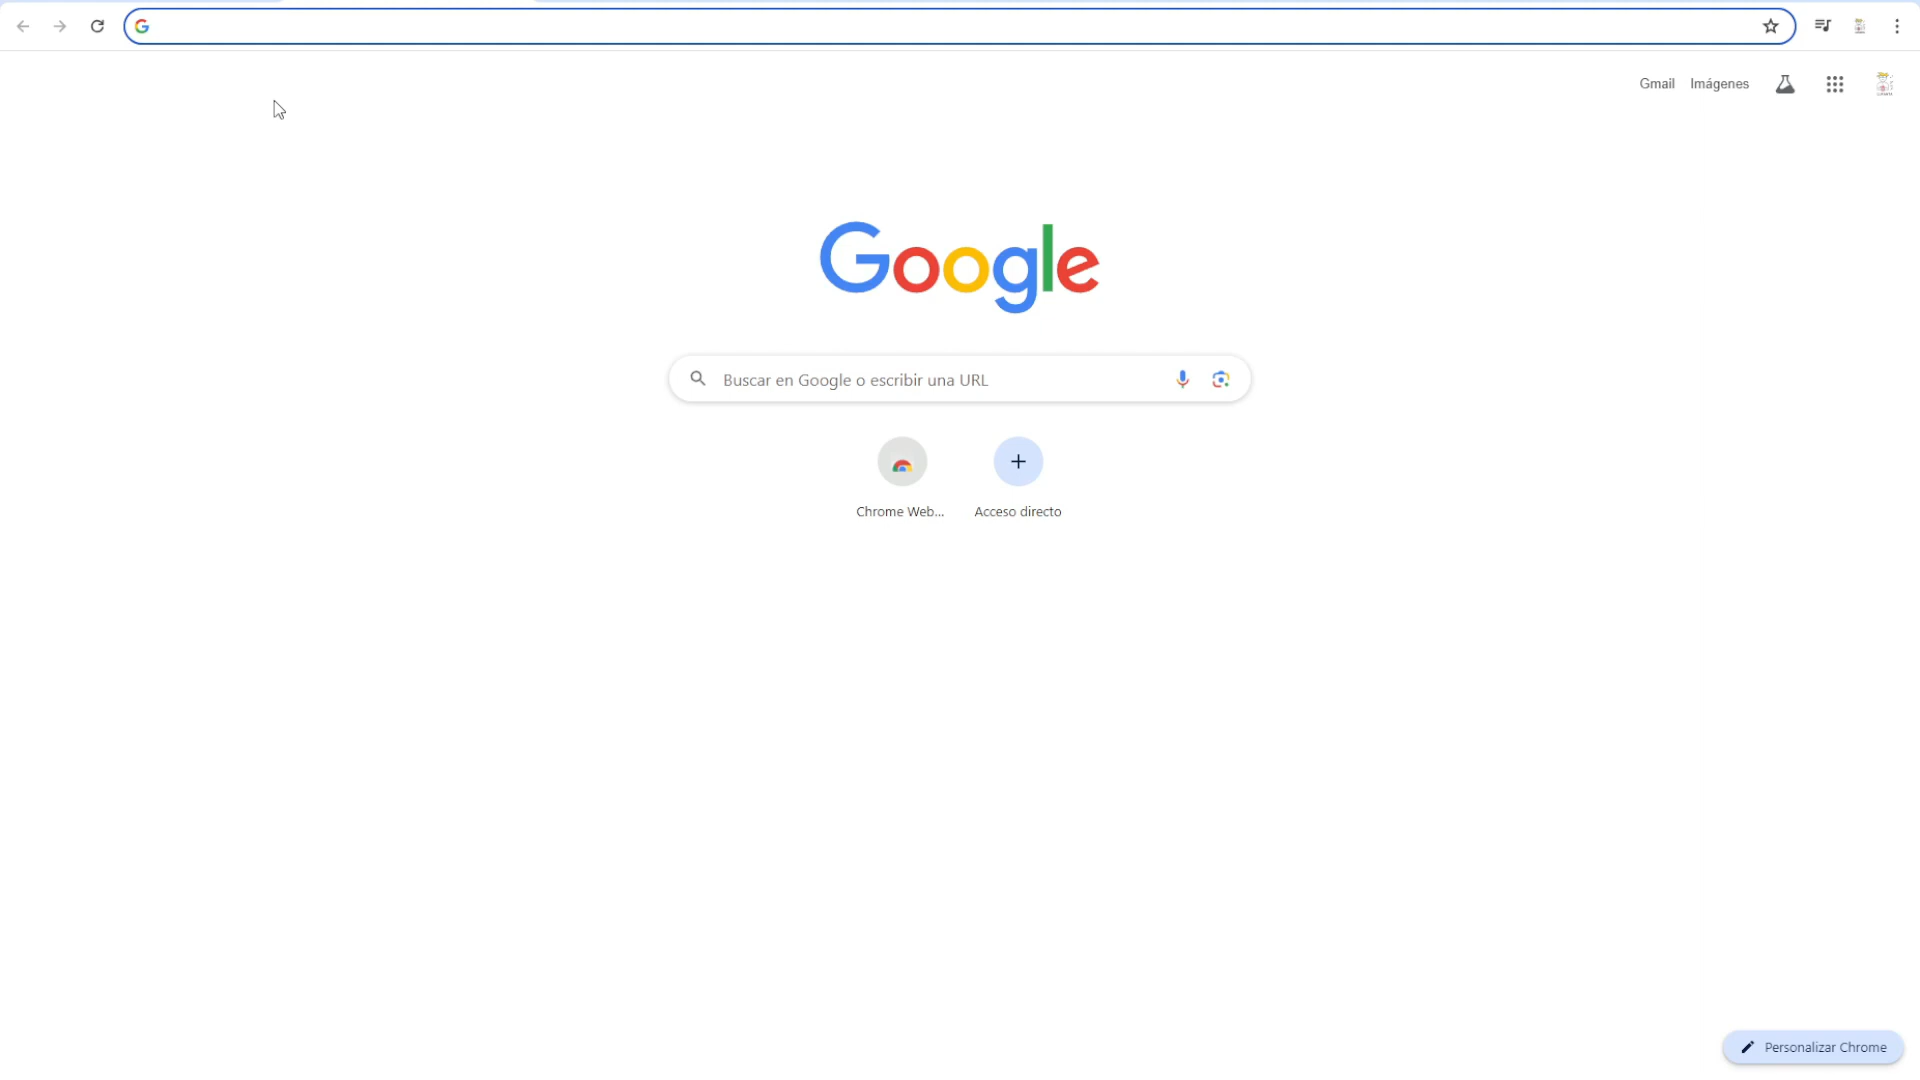 Gmail Imágenes
Google
Buscar en Google o escribir una URL
Chrome Web... Acceso directo
Personalizar Chrome